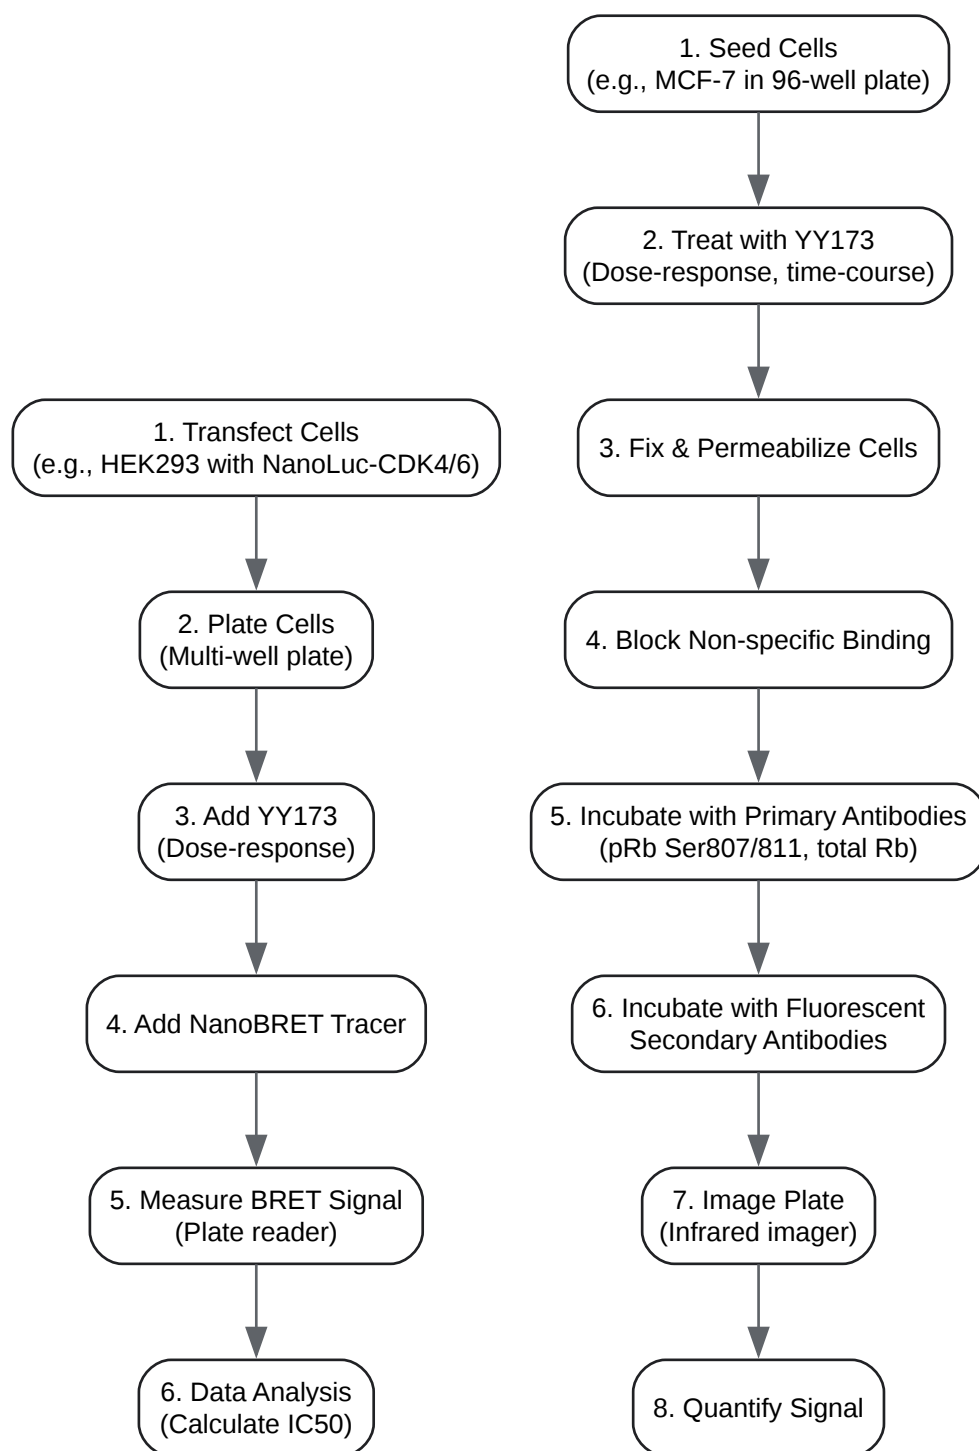 1. Transfect Cells
(e.g., HEK293 with NanoLuc-CDK4/6)
2. Plate Cells
(Multi-well plate)
3. Add YY173
(Dose-response)
4. Add NanoBRET Tracer
5. Measure BRET Signal
(Plate reader)
6. Data Analysis
(Calculate IC50)
1. Seed Cells
(e.g., MCF-7 in 96-well plate)
2. Treat with YY173
(Dose-response, time-course)
3. Fix & Permeabilize Cells
4. Block Non-specific Binding
5. Incubate with Primary Antibodies
(pRb Ser807/811, total Rb)
6. Incubate with Fluorescent
Secondary Antibodies
7. Image Plate
(Infrared imager)
8. Quantify Signal